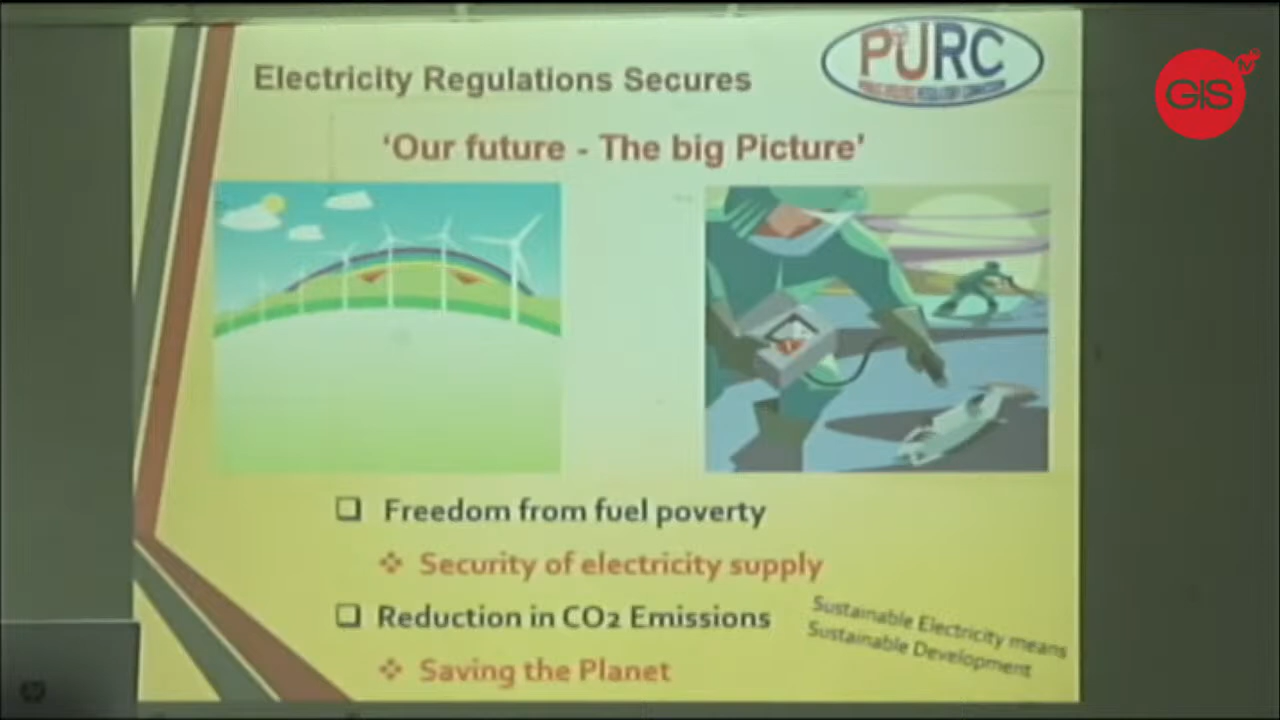 PURC
Electricity Regulations Secures
GIS
TV
'Our future - The big Picture'
❑ Freedom from fuel poverty
❖ Security of electricity supply
❑ Reduction in CO2 Emissions
❖ Saving the Planet
Sustainable Electricity means
Sustainable Development